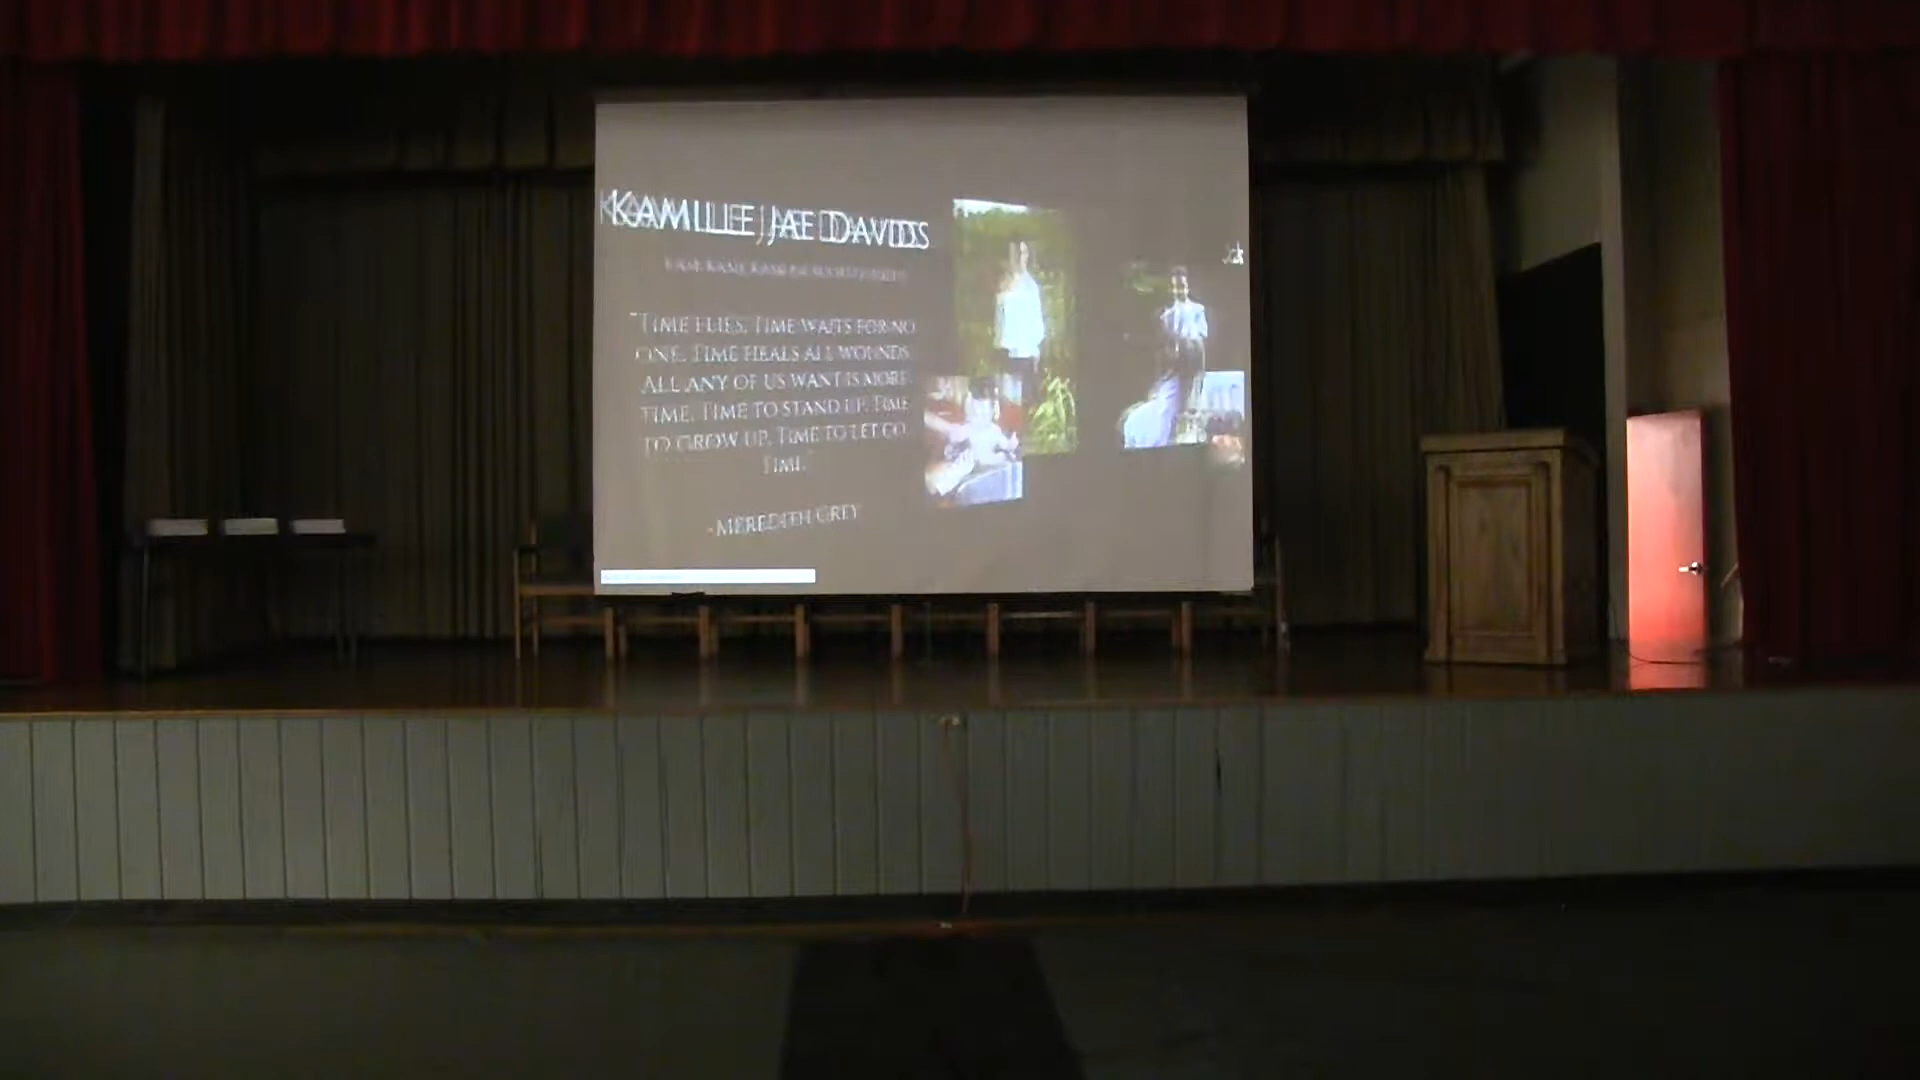 KAMILLE JAE DAVIDS
"TIME FLIES. TIME WAITS FOR NO
ONE. TIME HEALS ALL WOUNDS.
ALL ANY OF US WANT IS MORE
TIME. TIME TO STAND UP. TIME
TO GROW UP. TIME TO LET GO.
TIME."
-MEREDITH GREY